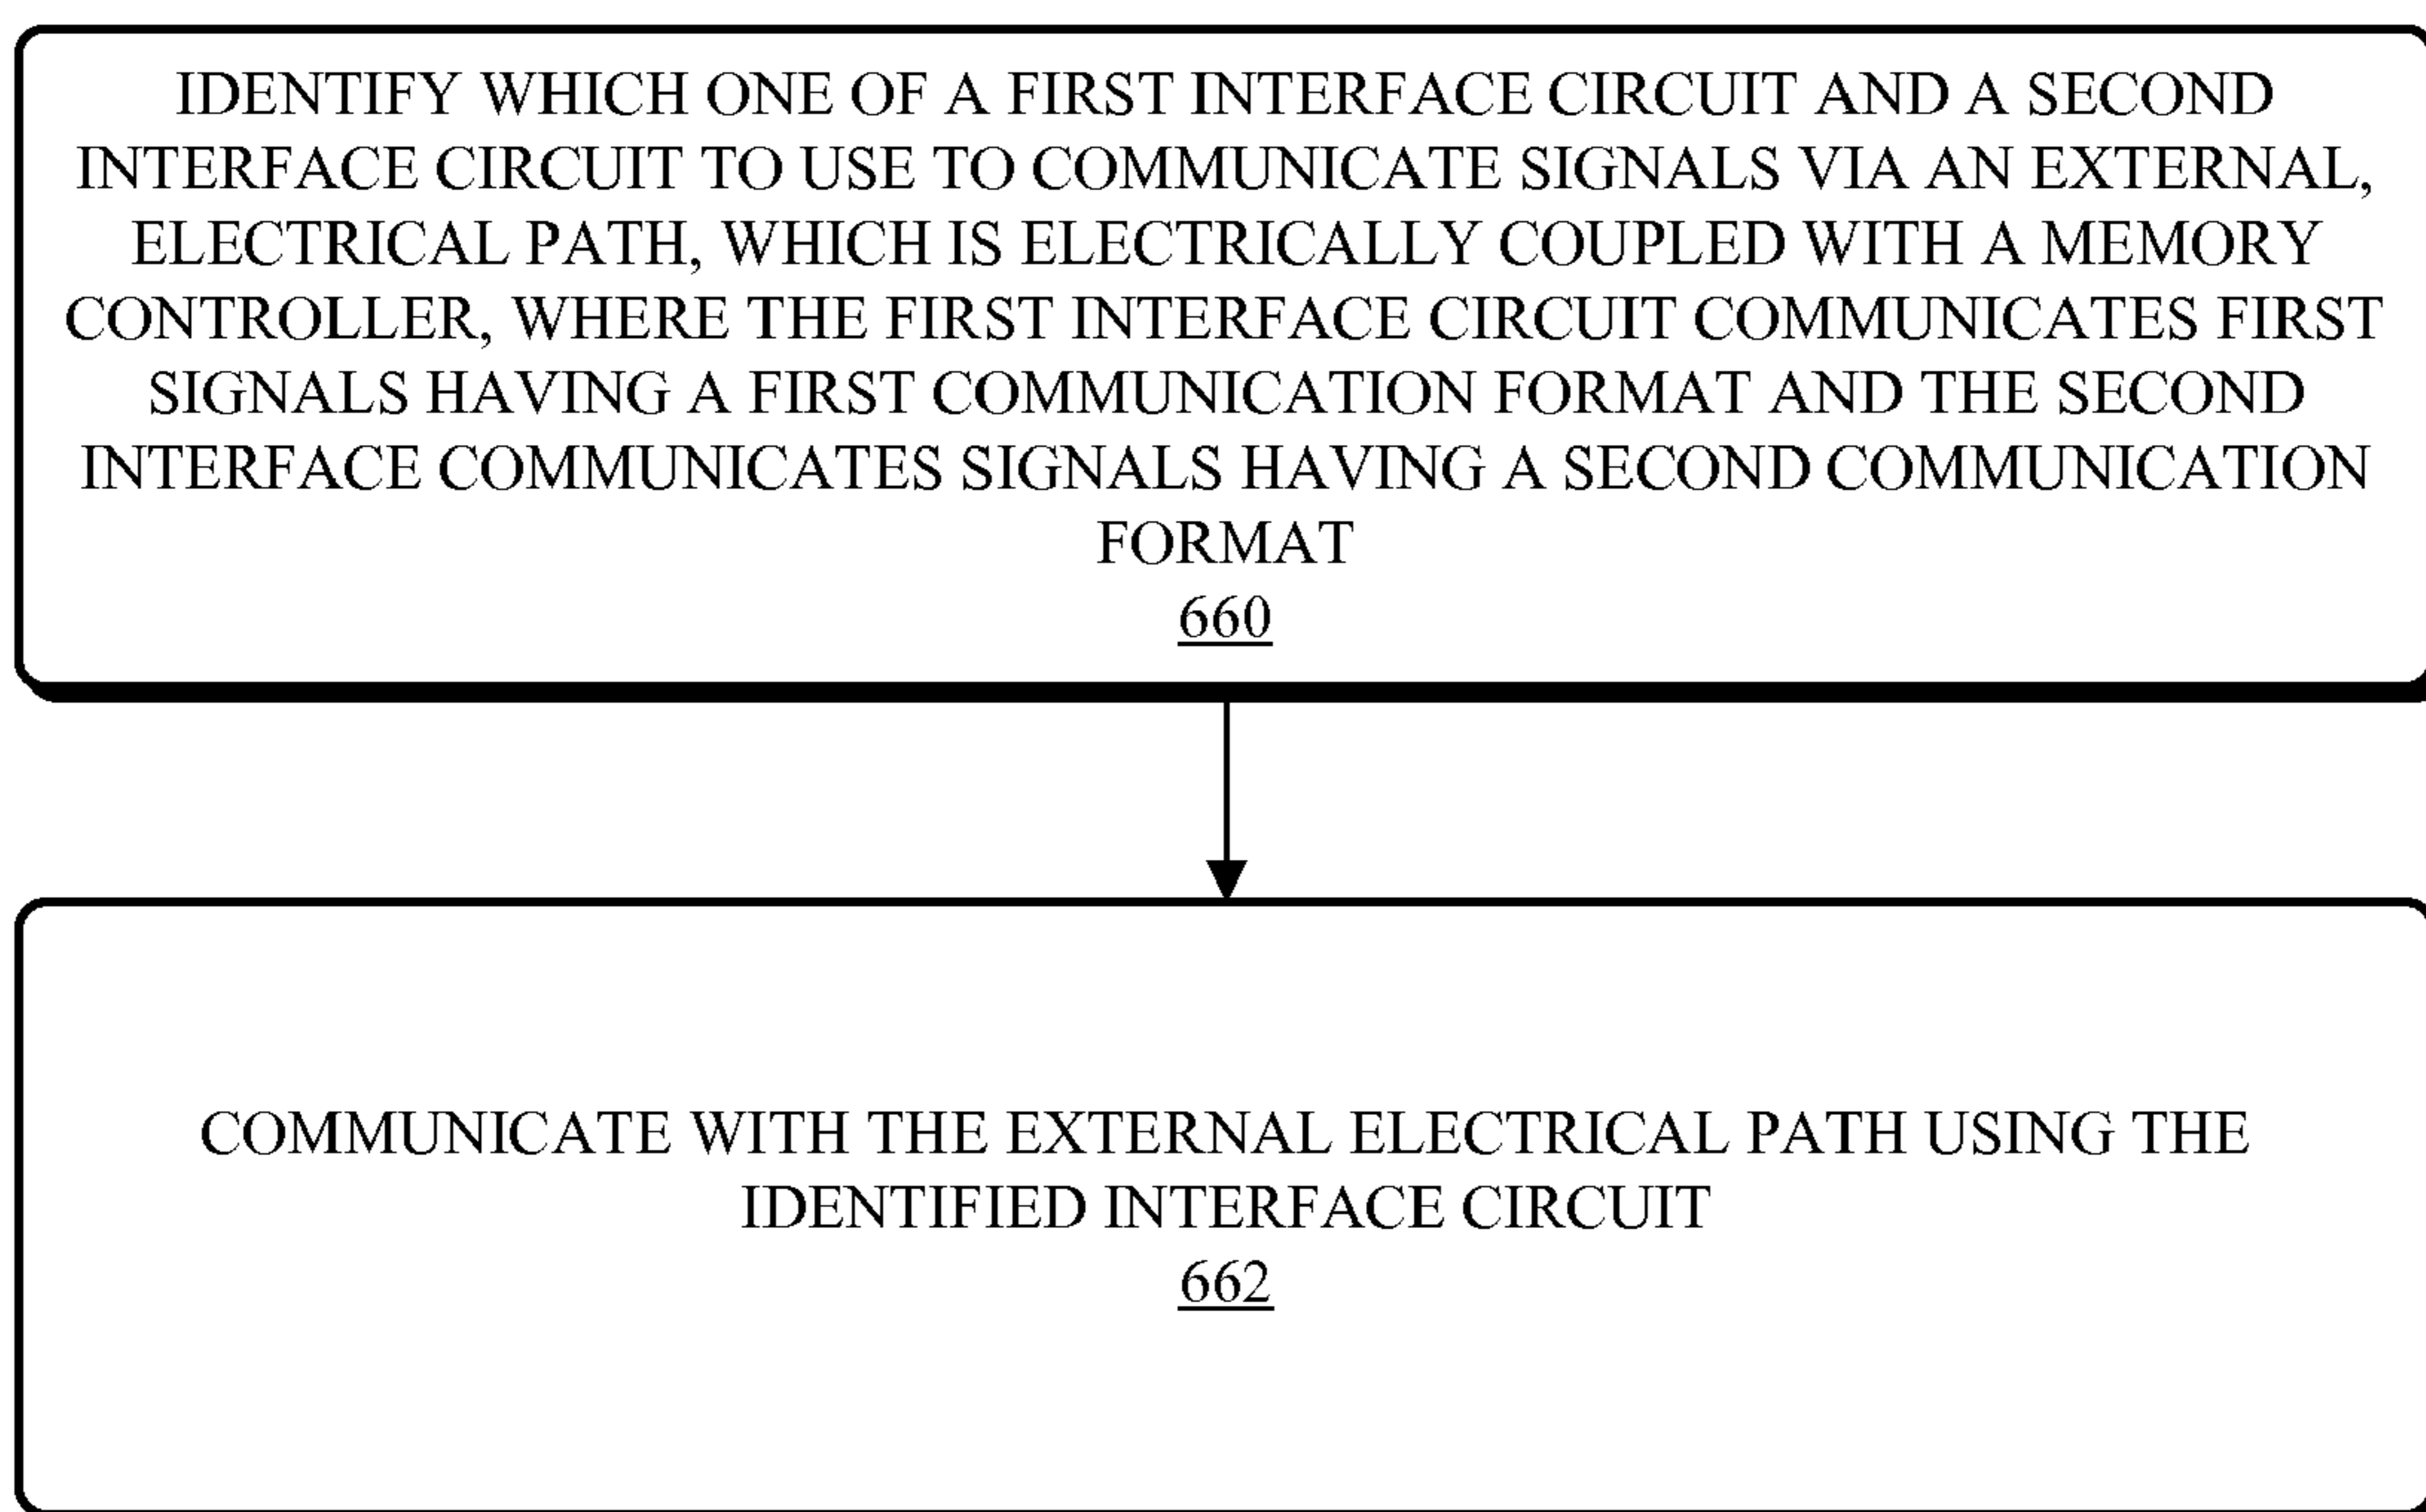 IDENTIFY WHICH ONE OF A FIRST INTERFACE CIRCUIT AND A SECOND
INTERFACE CIRCUIT TO USE TO COMMUNICATE SIGNALS VIA AN EXTERNAL,
ELECTRICAL PATH, WHICH IS ELECTRICALLY COUPLED WITH A MEMORY
CONTROLLER, WHERE THE FIRST INTERFACE CIRCUIT COMMUNICATES FIRST
SIGNALS HAVING A FIRST COMMUNICATION FORMAT AND THE SECOND
INTERFACE COMMUNICATES SIGNALS HAVING A SECOND COMMUNICATION
FORMAT
660
COMMUNICATE WITH THE EXTERNAL ELECTRICAL PATH USING THE
IDENTIFIED INTERFACE CIRCUIT
662